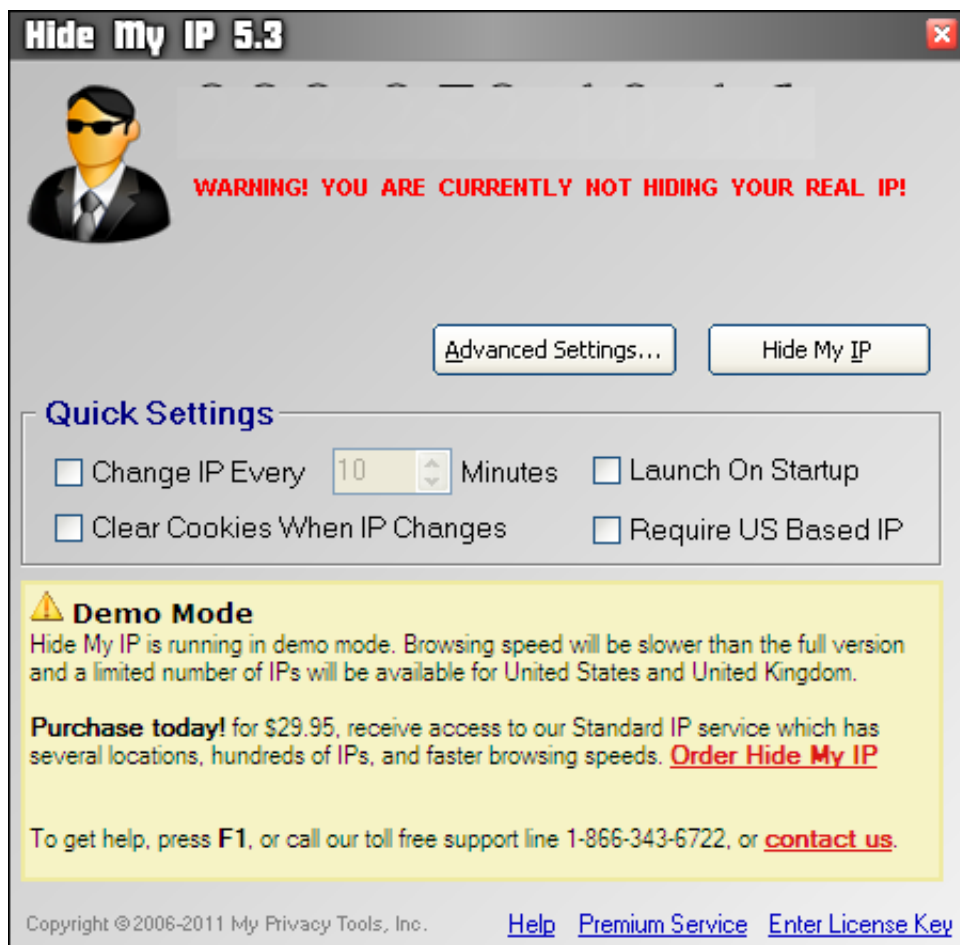 Hide My IP 5.3
WARNING! YOU ARE CURRENTLY NOT HIDING YOUR REAL IP!
Advanced Settings... Hide My IP
Quick Settings
Change IP Every 10 Minutes Launch On Startup
Clear Cookies When IP Changes Require US Based IP
Demo Mode
Hide My IP is running in demo mode. Browsing speed will be slower than the full version
and a limited number of IPs will be available for United States and United Kingdom.
Purchase today! for $29.95, receive access to our Standard IP service which has
several locations, hundreds of IPs, and faster browsing speeds. Order Hide My IP
To get help, press F1, or call our toll free support line 1-866-343-6722, or contact us.
Copyright © 2006-2011 My Privacy Tools, Inc. Help Premium Service Enter License Key